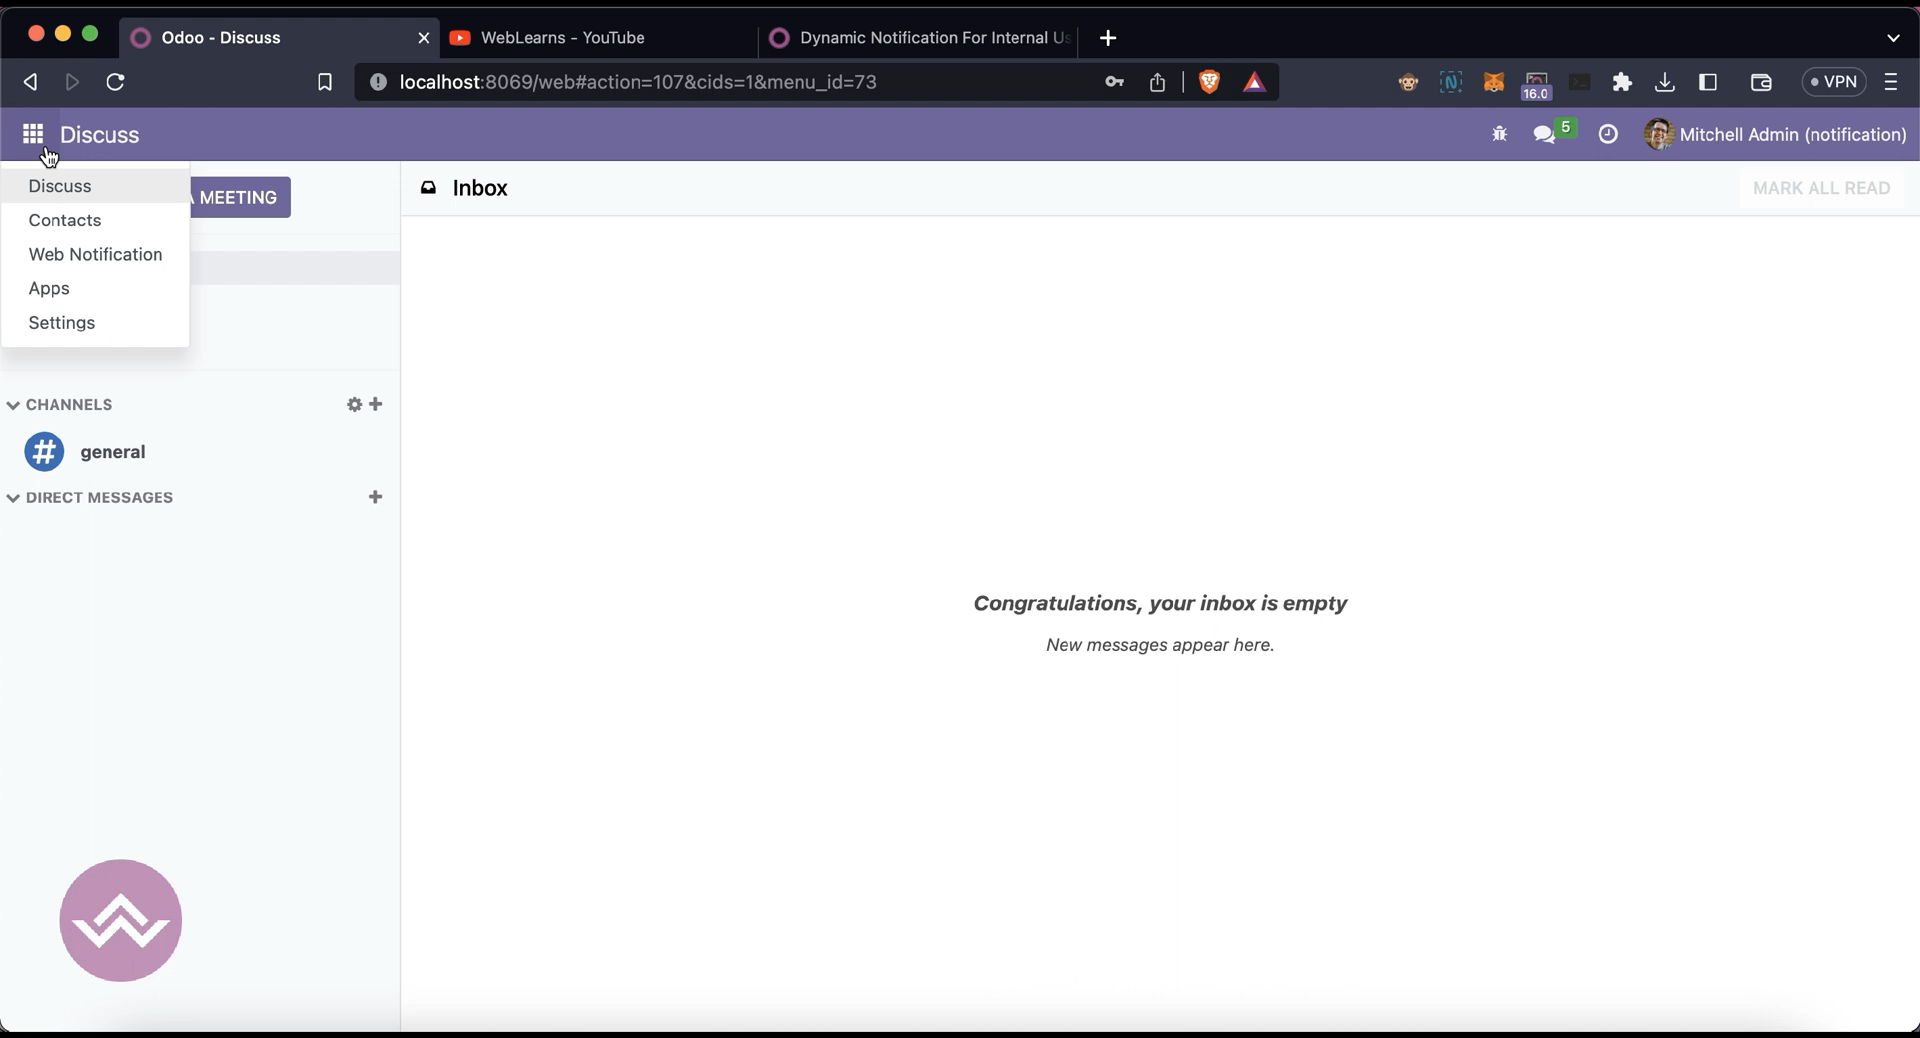 Odoo - Discuss
WebLearns - YouTube
Dynamic Notification For Internal Us
localhost:8069/web#action=107&cids=1&menu_id=73
16.0
VPN
Discuss
5
Mitchell Admin (notification)
Discuss
Contacts
Web Notification
Apps
Settings
A MEETING
Inbox
MARK ALL READ
CHANNELS
general
DIRECT MESSAGES
Congratulations, your inbox is empty
New messages appear here.